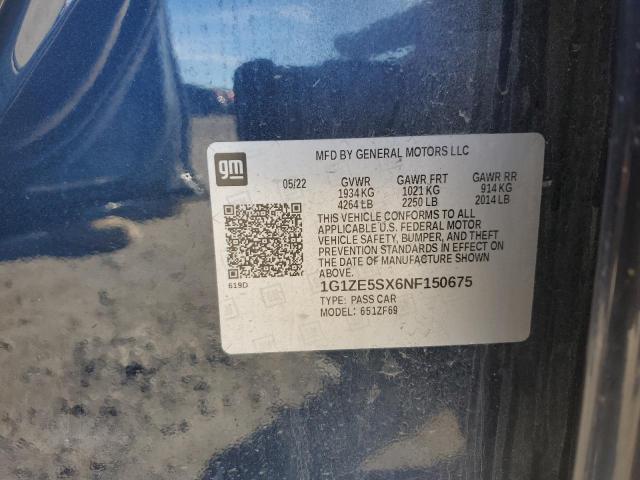 gm
MFD BY GENERAL MOTORS LLC
05/22 GVWR GAWR FRT GAWR RR
1934 KG 1021 KG 914 KG
4264 LB 2250 LB 2014 LB
THIS VEHICLE CONFORMS TO ALL
APPLICABLE U.S. FEDERAL MOTOR
VEHICLE SAFETY, BUMPER, AND THEFT
PREVENTION STANDARDS IN EFFECT ON
THE DATE OF MANUFACTURE SHOWN
ABOVE.
619D
1G1ZE5SX6NF150675
TYPE: PASS CAR
MODEL: 651ZF69